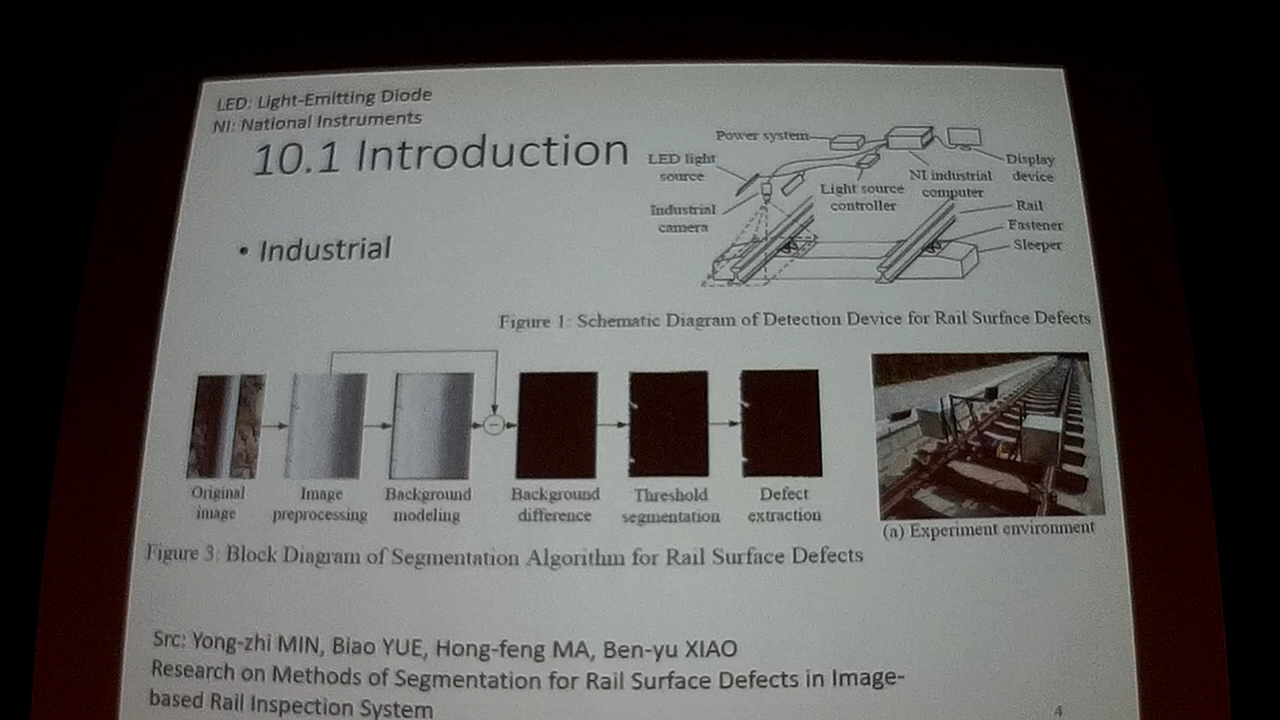 LED: Light-Emitting Diode
NI: National Instruments
10.1 Introduction
• Industrial
Power system
LED light
source
Industrial
camera
Light source
controller
NI industrial
computer
Display
device
Rail
Fastener
Sleeper
Figure 1: Schematic Diagram of Detection Device for Rail Surface Defects
Original
image
Image
preprocessing
Background
modeling
Background
difference
Threshold
segmentation
Defect
extraction
(a) Experiment environment
Figure 3: Block Diagram of Segmentation Algorithm for Rail Surface Defects
Src: Yong-zhi MIN, Biao YUE, Hong-feng MA, Ben-yu XIAO
Research on Methods of Segmentation for Rail Surface Defects in Image-
based Rail Inspection System
4